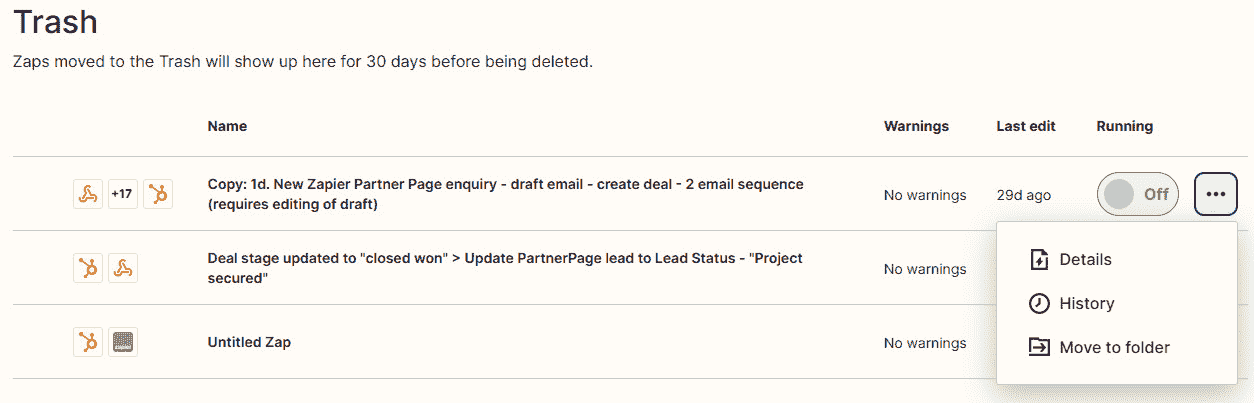 Trash
Zaps moved to the Trash will show up here for 30 days before being deleted.
Name Warnings Last edit Running
+17 Copy: 1d. New Zapier Partner Page enquiry - draft email - create deal - 2 email sequence
(requires editing of draft) No warnings 29d ago Off
Deal stage updated to "closed won" > Update PartnerPage lead to Lead Status - "Project
secured" No warnings
Untitled Zap No warnings
Details
History
Move to folder